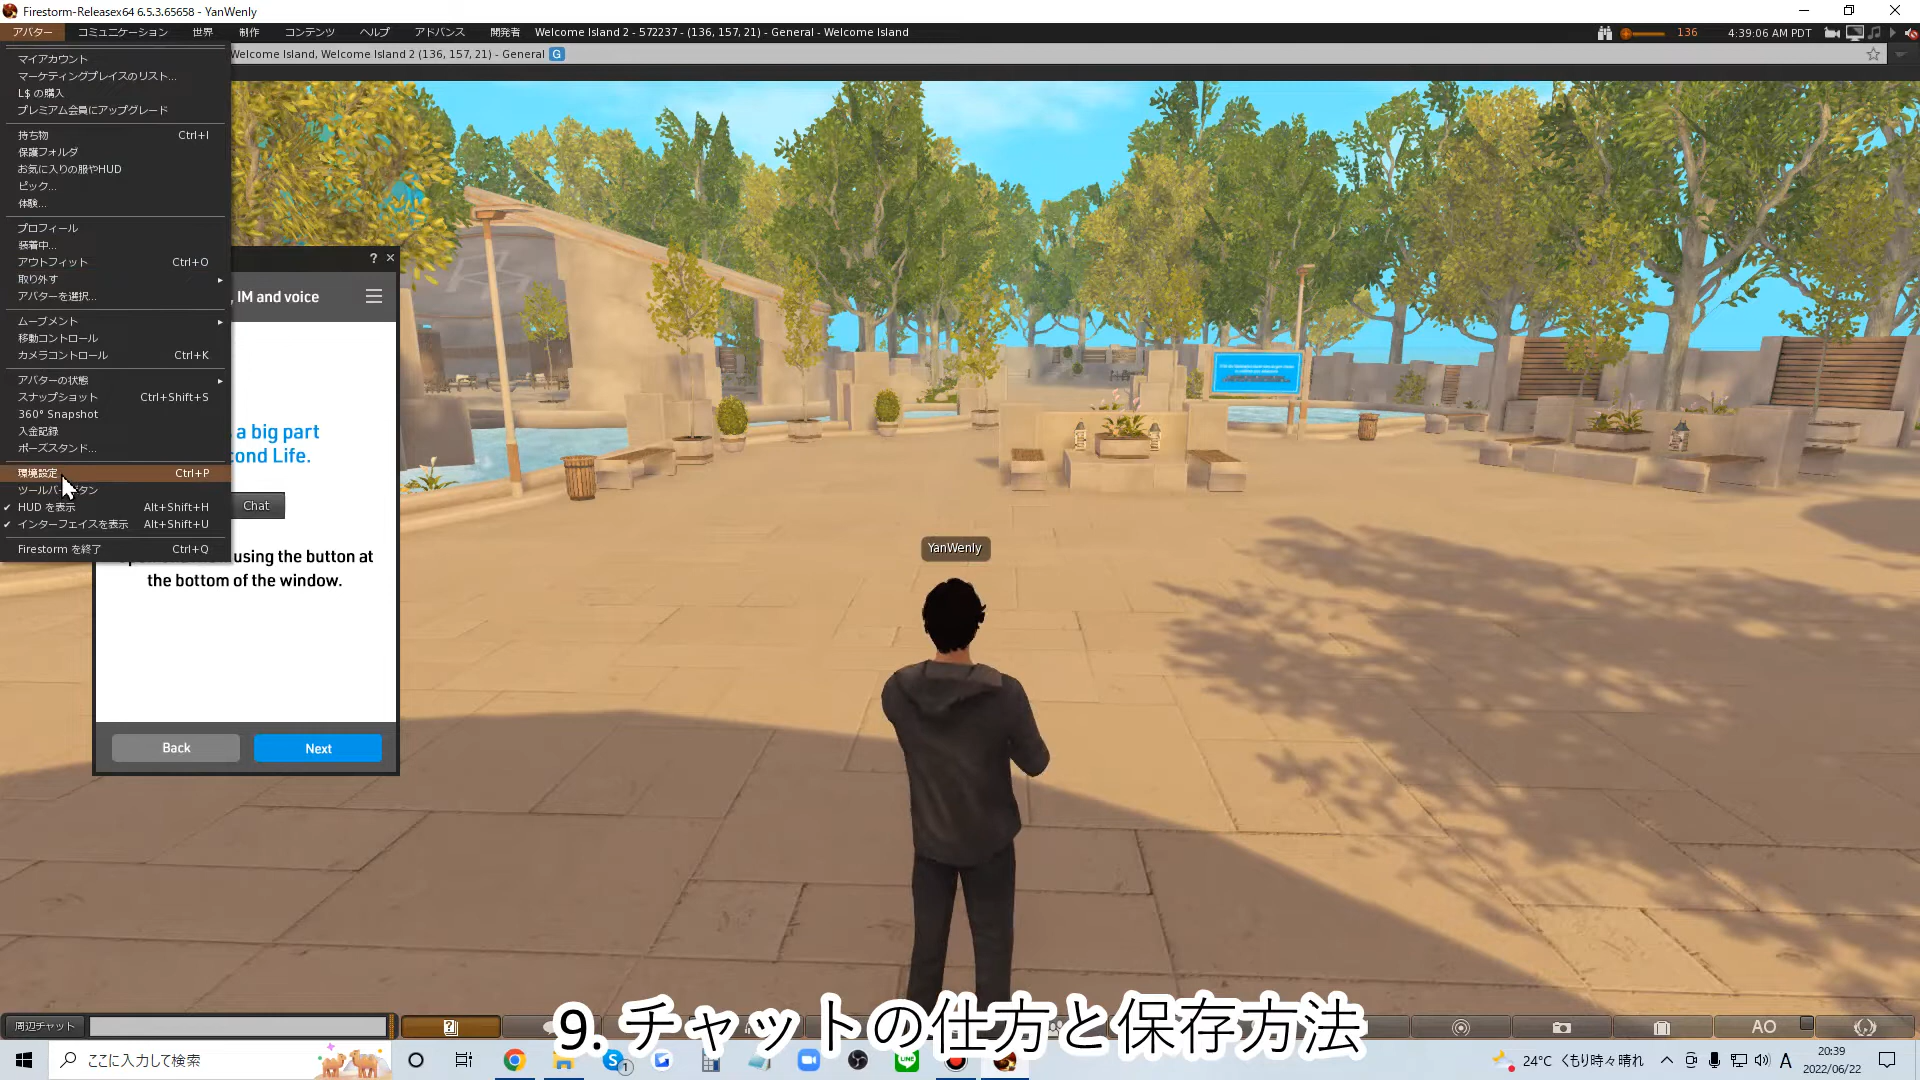 Firestorm-Releasex64 6.5.3.65658 - YanWenly
アバター コミュニケーション 世界 制作 コンテンツ ヘルプ アドバンス 開発者 Welcome Island 2 - 572237 - (136, 157, 21) - General - Welcome Island 136 4:39:06 AM PDT
Welcome Island, Welcome Island 2 (136, 157, 21) - General G
マイアカウント
マーケティングプレイスのリスト...
L$ の購入
プレミアム会員にアップグレード
持ち物 Ctrl+I
保護フォルダ
お気に入りの服やHUD
ピック...
体験...
プロフィール
装着中...
アウトフィット Ctrl+O
取り外す
アバターを選択...
ムーブメント
移動コントロール
カメラコントロール Ctrl+K
アバターの状態
スナップショット Ctrl+Shift+S
360° Snapshot
入金記録
ポーズスタンド...
環境設定 Ctrl+P
ツールバーボタン
✔ HUD を表示 Alt+Shift+H
✔ インターフェイスを表示 Alt+Shift+U
Firestorm を終了 Ctrl+Q
? ×
, IM and voice
a big part
cond Life.
Chat
using the button at
the bottom of the window.
Back Next
YanWenly
周辺チャット
AO
9. チャットの仕方と保存方法
ここに入力して検索
24°C くもり時々晴れ
A
20:39
2022/06/22